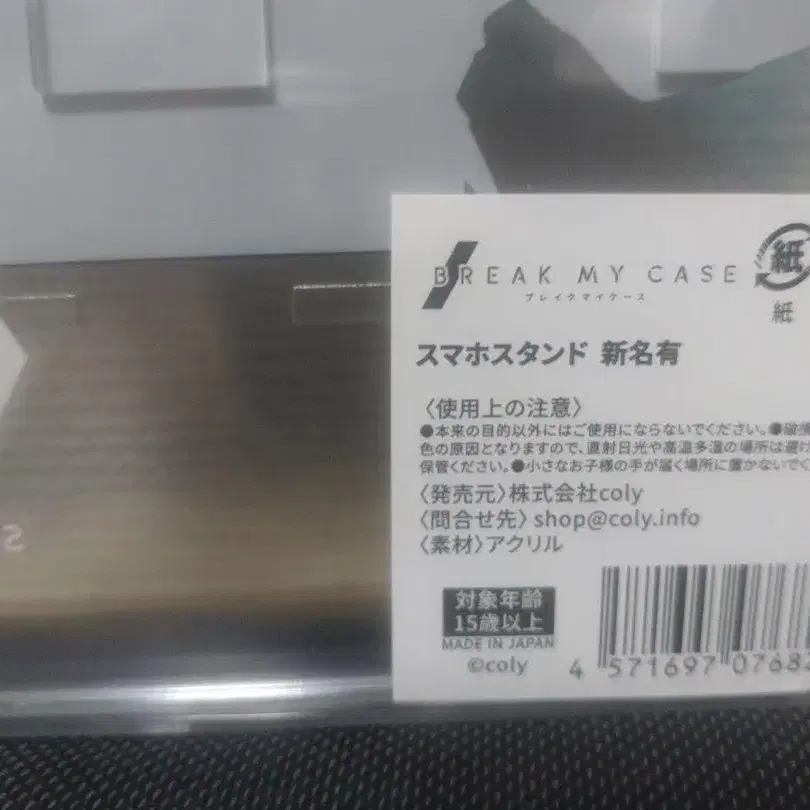 BREAK MY CASE
ブレイクマイケース
紙
紙
スマホスタンド 新名有
〈使用上の注意〉
●本来の目的以外にはご使用にならないでください。●破損
色の原因となりますので、直射日光や高温多湿の場所は避け
保管ください。●小さなお子様の手が届く場所に置かないでく
〈発売元〉株式会社coly
〈問合せ先〉shop@coly.info
〈素材〉アクリル
対象年齢
15歳以上
MADE IN JAPAN
©coly
4 571697 07682